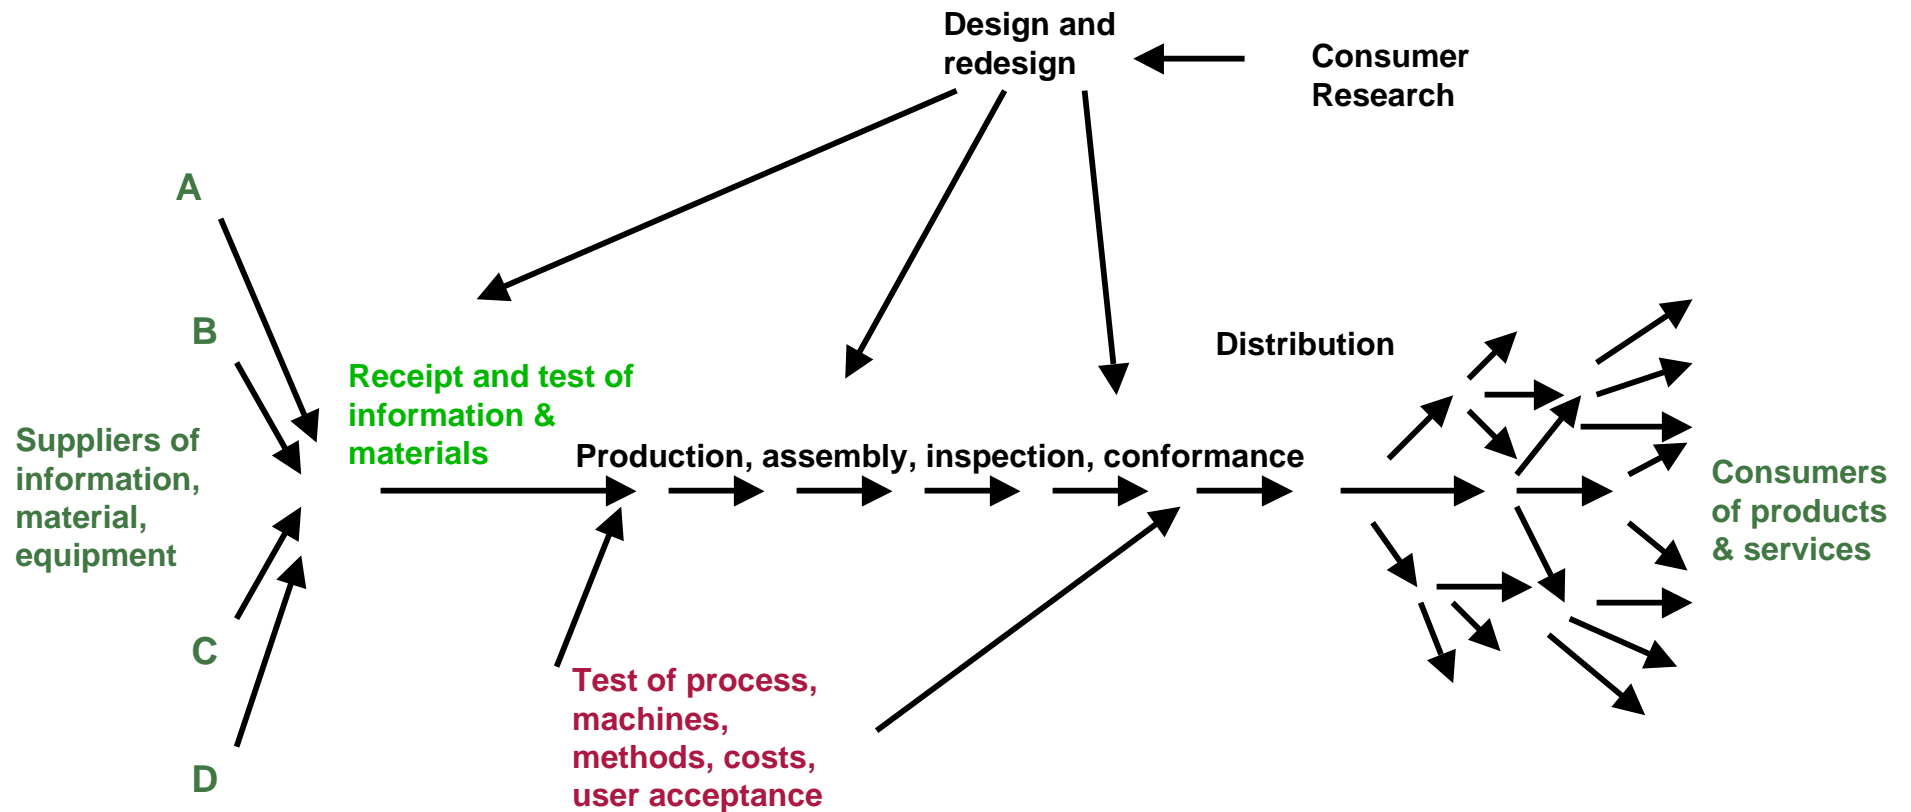 Design and
redesign
Consumer
Research
A
B
Suppliers of
information,
material,
equipment
C
D
Receipt and test of
information &
materials
Production, assembly, inspection, conformance
Test of process,
machines,
methods, costs,
user acceptance
Distribution
Consumers
of products
& services